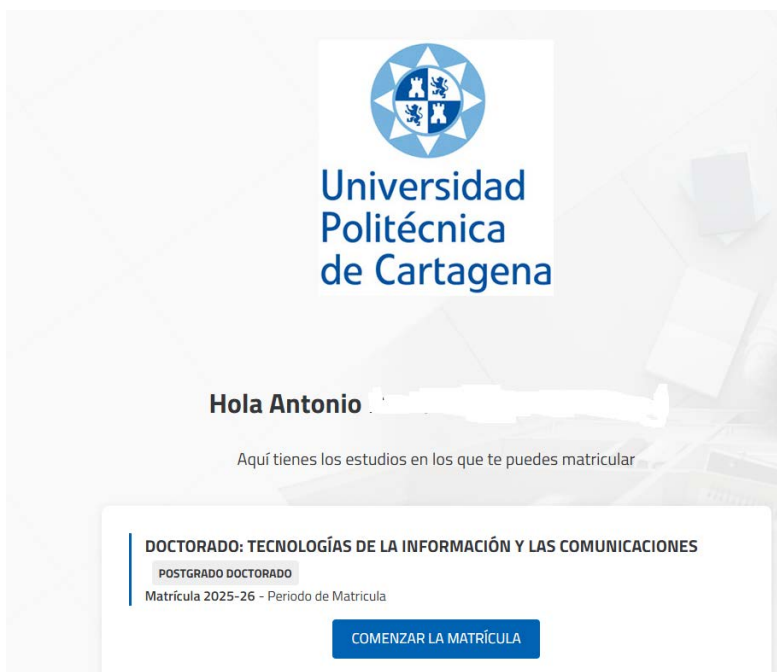 Universidad
Politécnica
de Cartagena
Hola Antonio
Aquí tienes los estudios en los que te puedes matricular
DOCTORADO: TECNOLOGÍAS DE LA INFORMACIÓN Y LAS COMUNICACIONES
POSTGRADO DOCTORADO
Matrícula 2025-26 - Periodo de Matricula
COMENZAR LA MATRÍCULA